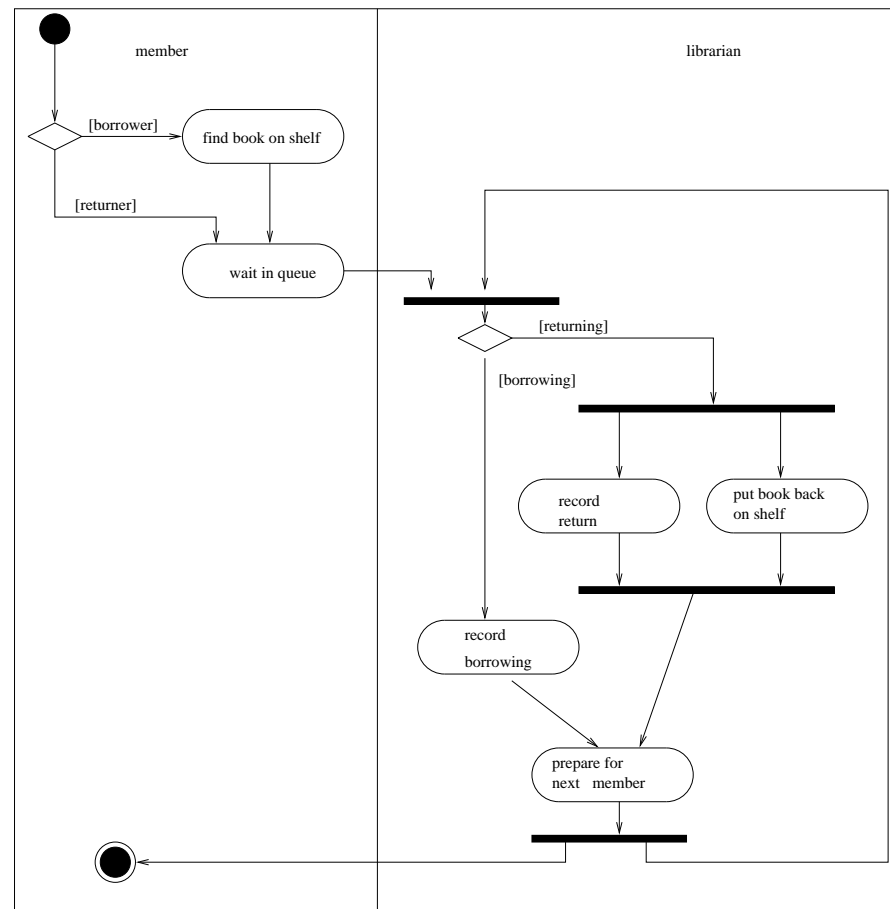 member
librarian
[borrower]
find book on shelf
[returner]
wait in queue
[returning]
[borrowing]
record
return
put book back
on shelf
record
borrowing
prepare for
next member